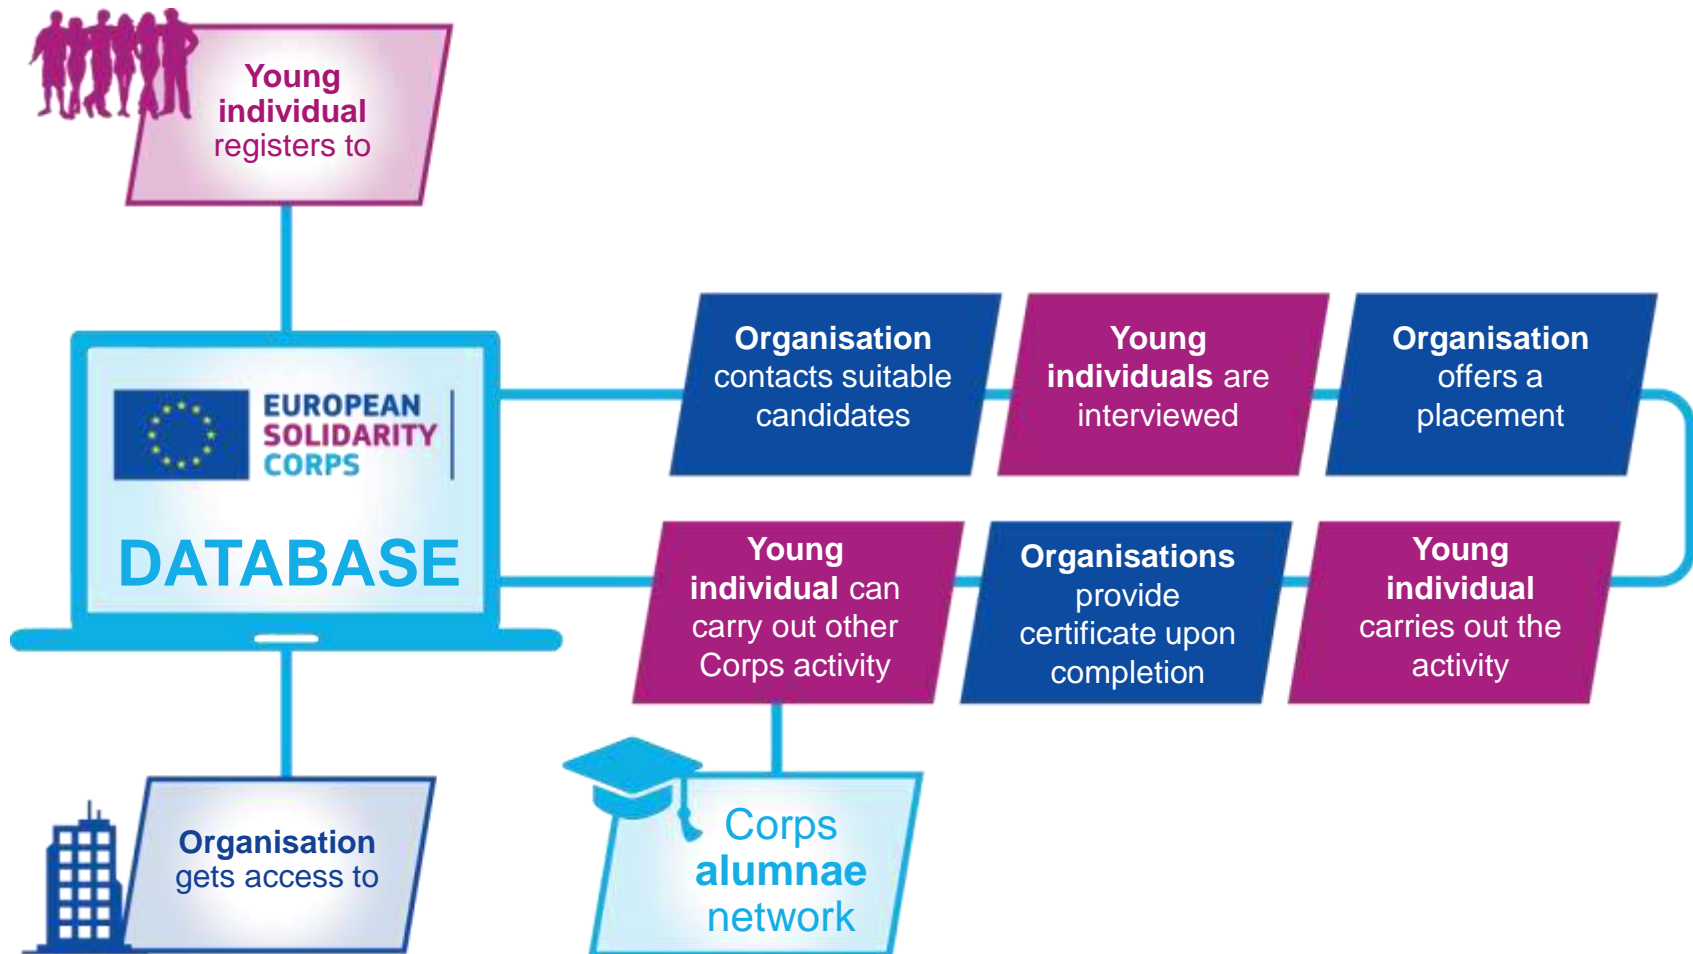 Young
individual
registers to
EUROPEAN
SOLIDARITY
CORPS
DATABASE
Organisation
gets access to
Organisation
contacts suitable
candidates
Young
individuals are
interviewed
Organisation
offers a
placement
Young
individual
carries out the
activity
Organisations
provide
certificate upon
completion
Young
individual can
carry out other
Corps activity
Corps
alumnae
network